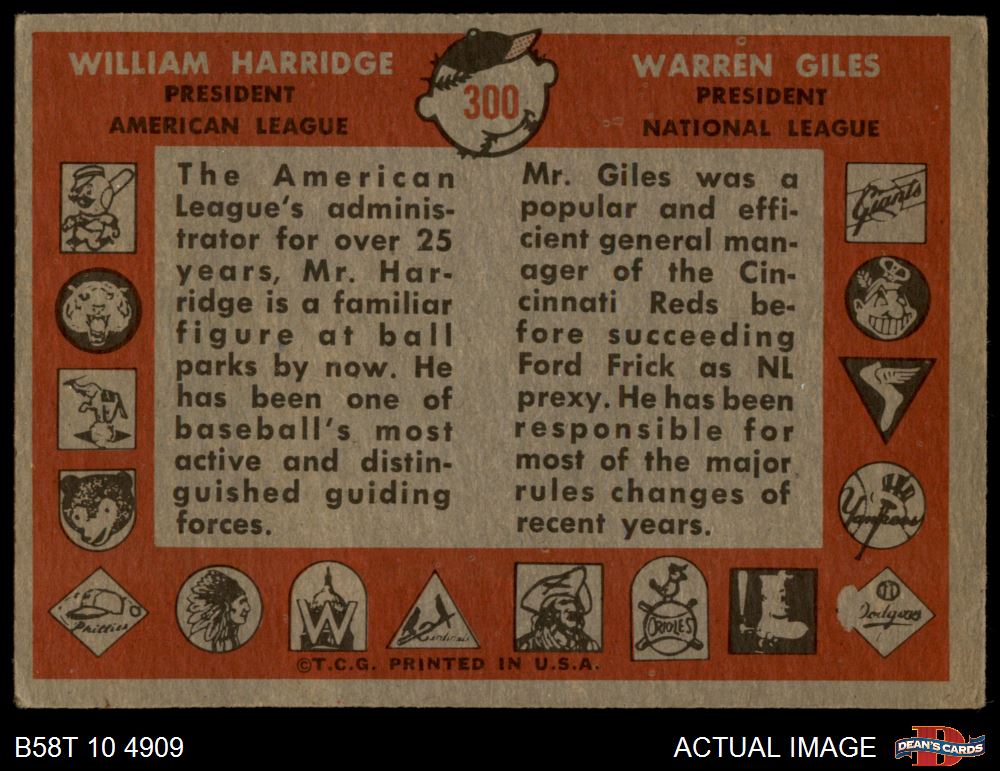 WILLIAM HARRIDGE
PRESIDENT
AMERICAN LEAGUE
300
WARREN GILES
PRESIDENT
NATIONAL LEAGUE
The American
League's adminis-
trator for over 25
years, Mr. Har-
ridge is a familiar
figure at ball
parks by now. He
has been one of
baseball's most
active and distin-
guished guiding
forces.
Mr. Giles was a
popular and effi-
cient general man-
ager of the Cin-
cinnati Reds be-
fore succeeding
Ford Frick as NL
prexy. He has been
responsible for
most of the major
rules changes of
recent years.
Giants
Yankees
Phillies
W
Cardinals
ORIOLES
Dodgers
©T.C.G. PRINTED IN U.S.A.
B58T 10 4909
ACTUAL IMAGE
DEAN'S CARDS